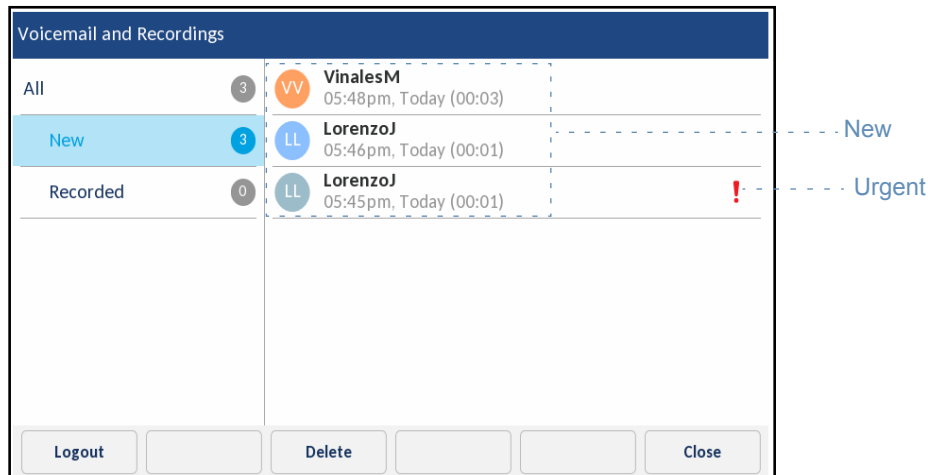 Voicemail and Recordings
All 3
New 3
Recorded 0
VV VinalesM
05:48pm, Today (00:03)
LL LorenzoJ
05:46pm, Today (00:01)
LL LorenzoJ
05:45pm, Today (00:01)
!
New
Urgent
Logout Delete Close